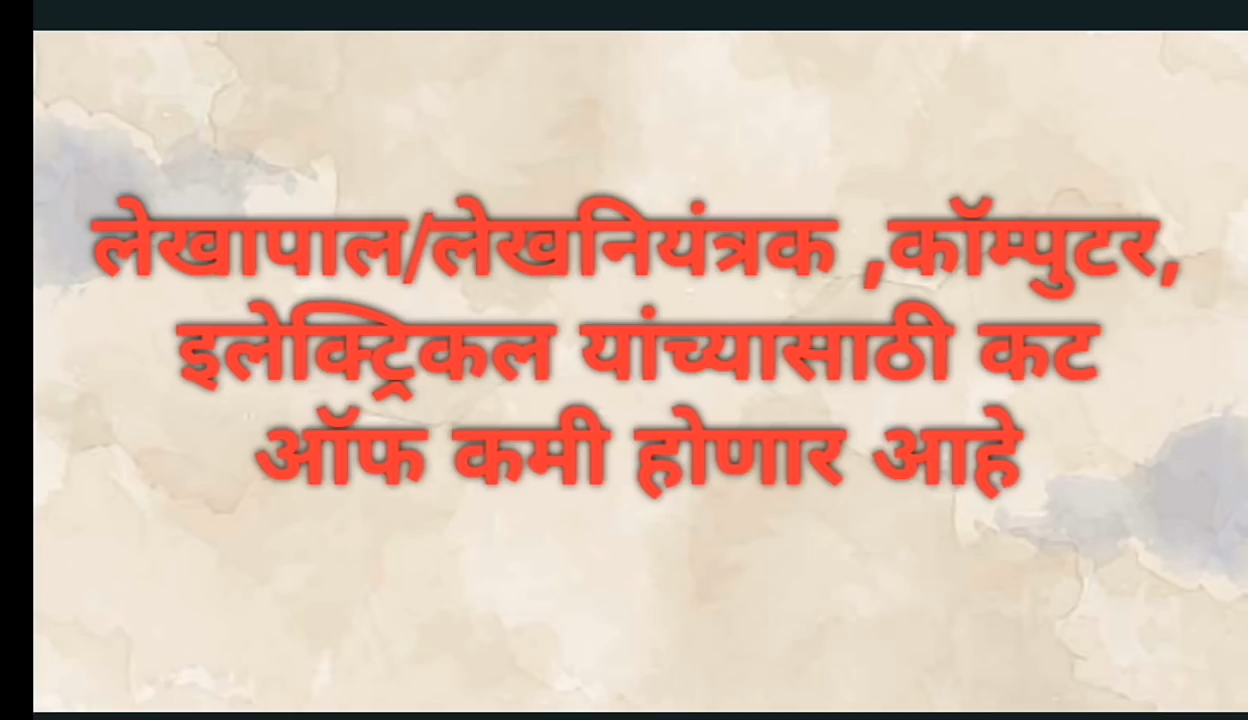 लेखापाल/लेखनियंत्रक ,कॉम्पुटर,
इलेक्ट्रिकल यांच्यासाठी कट
ऑफ कमी होणार आहे